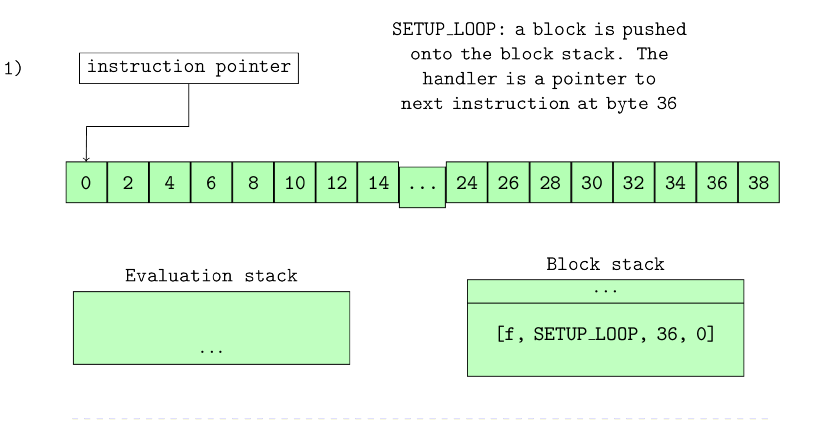 SETUP_LOOP: a block is pushed
onto the block stack. The
handler is a pointer to
next instruction at byte 36
1)
instruction pointer
0 2 4 6 8 10 12 14 ... 24 26 28 30 32 34 36 38
Evaluation stack
...
Block stack
...
[f, SETUP_LOOP, 36, 0]